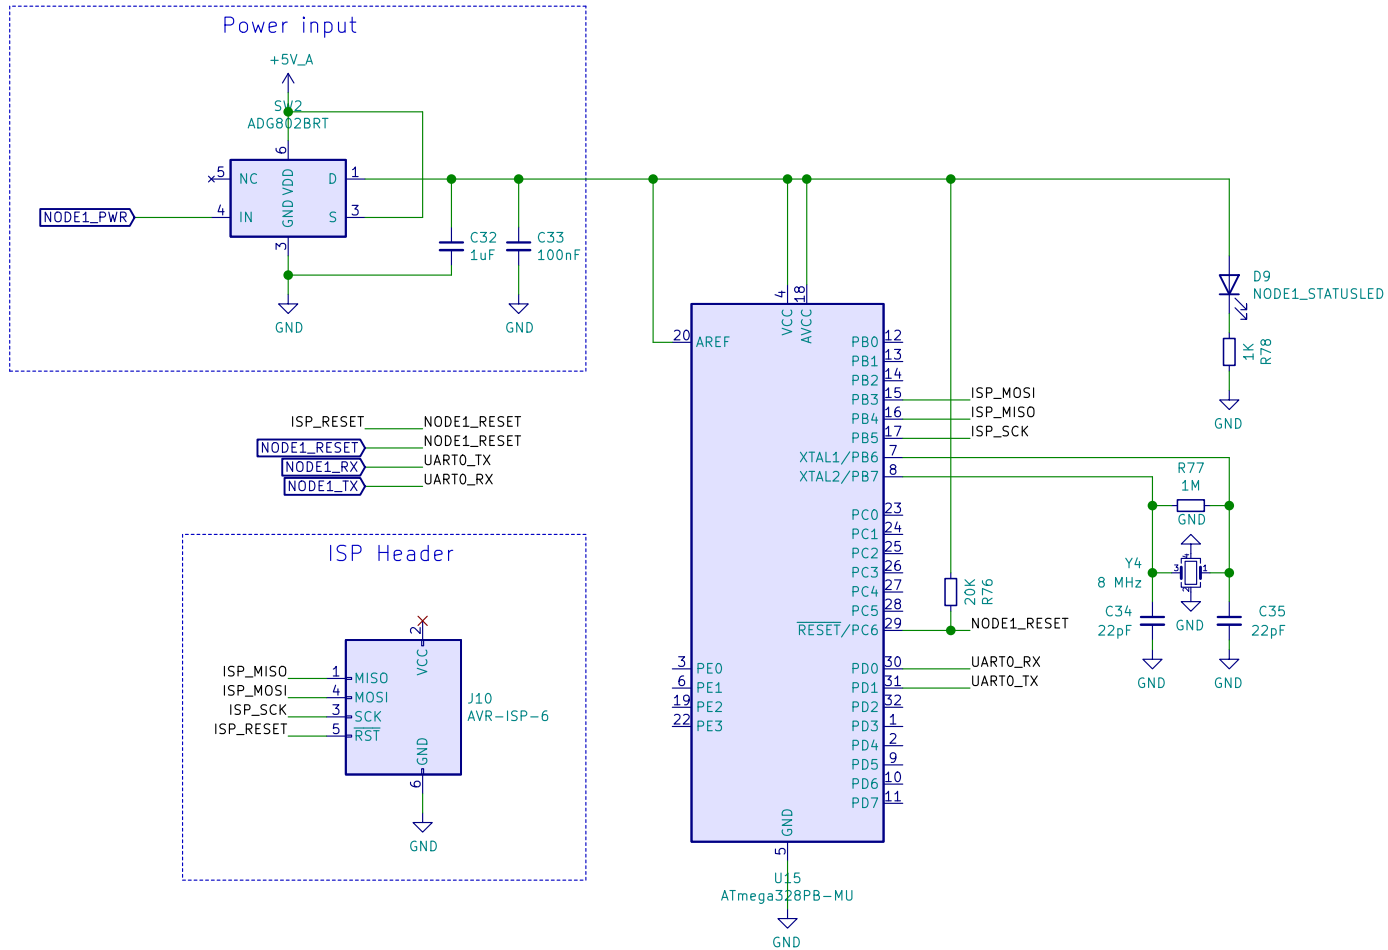 Power input
+5V_A
SW2
ADG802BRT
6
5
NC
VDD
D
1
NODE1_PWR
4
IN
GND
S
3
3
C32
1uF
C33
100nF
GND
GND
D9
NODE1_STATUSLED
1K
R78
GND
4
VCC
18
AVCC
20
AREF
PB0
12
PB1
13
PB2
14
PB3
15
ISP_MOSI
PB4
16
ISP_MISO
PB5
17
ISP_SCK
XTAL1/PB6
7
XTAL2/PB7
8
PC0
23
PC1
24
PC2
25
PC3
26
PC4
27
PC5
28
RESET/PC6
29
NODE1_RESET
3
PE0
PD0
30
UART0_RX
6
PE1
PD1
31
UART0_TX
19
PE2
PD2
32
22
PE3
PD3
1
PD4
2
PD5
9
PD6
10
PD7
11
GND
5
U15
ATmega328PB-MU
GND
20K
R76
R77
1M
GND
4
Y4
8 MHz
3
1
2
GND
C34
22pF
C35
22pF
GND
GND
ISP_RESET
NODE1_RESET
NODE1_RESET
NODE1_RESET
NODE1_RX
UART0_TX
NODE1_TX
UART0_RX
ISP Header
2
VCC
ISP_MISO
1
MISO
ISP_MOSI
4
MOSI
ISP_SCK
3
SCK
ISP_RESET
5
RST
J10
AVR-ISP-6
GND
6
GND